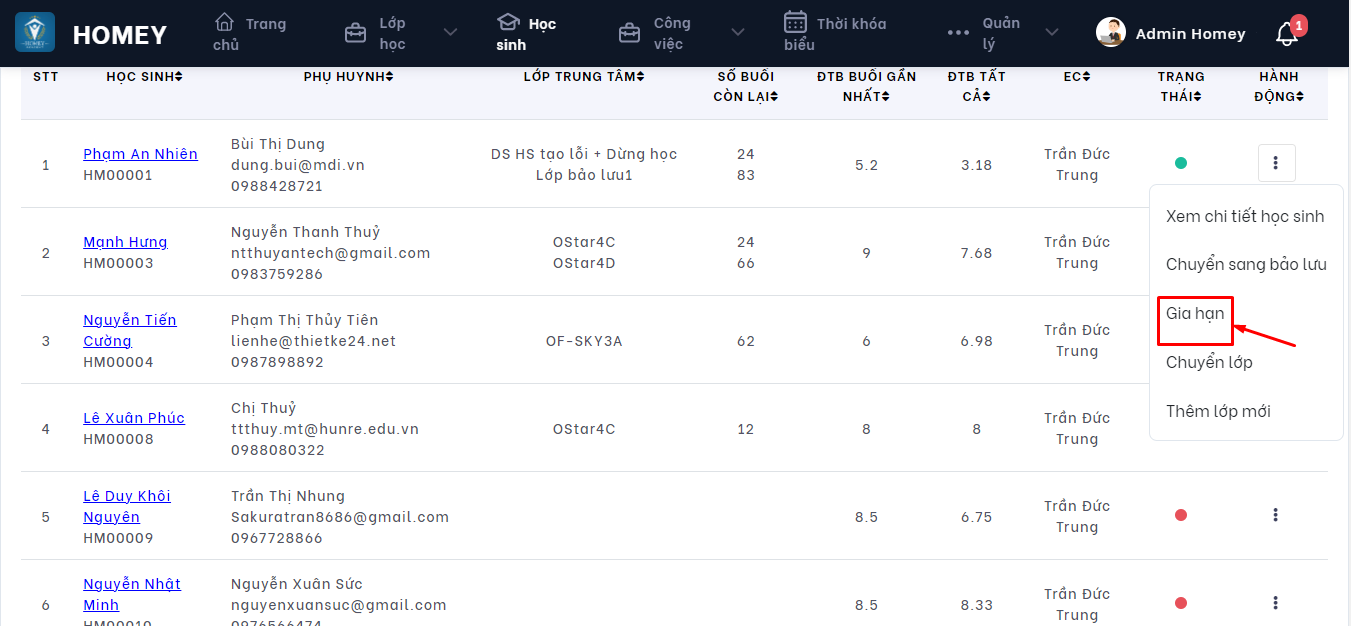 HOMEY
Trang chủ
Lớp học
Học sinh
Công việc
Thời khóa biểu
Quản lý
Admin Homey
1
STT
HỌC SINH
PHỤ HUYNH
LỚP TRUNG TÂM
SỐ BUỔI CÒN LẠI
ĐTB BUỔI GẦN NHẤT
ĐTB TẤT CẢ
EC
TRẠNG THÁI
HÀNH ĐỘNG
1
Phạm An Nhiên
HM00001
Bùi Thị Dung
dung.bui@mdi.vn
0988428721
DS HS tạo lỗi + Dừng học
Lớp bảo lưu1
24
83
5.2
3.18
Trần Đức
Trung
Xem chi tiết học sinh
Chuyển sang bảo lưu
Gia hạn
Chuyển lớp
Thêm lớp mới
2
Mạnh Hưng
HM00003
Nguyễn Thanh Thuỷ
ntthuyantech@gmail.com
0983759286
OStar4C
OStar4D
24
66
9
7.68
Trần Đức
Trung
3
Nguyễn Tiến
Cường
HM00004
Phạm Thị Thủy Tiên
lienhe@thietke24.net
0987898892
OF-SKY3A
62
6
6.98
Trần Đức
Trung
4
Lê Xuân Phúc
HM00008
Chị Thuỷ
ttthuy.mt@hunre.edu.vn
0988080322
OStar4C
12
8
8
Trần Đức
Trung
5
Lê Duy Khôi
Nguyên
HM00009
Trần Thị Nhung
Sakuratran8686@gmail.com
0967728866
8.5
6.75
Trần Đức
Trung
6
Nguyễn Nhật
Minh
HM00010
Nguyễn Xuân Sức
nguyenxuansuc@gmail.com
0976566474
8.5
8.33
Trần Đức
Trung